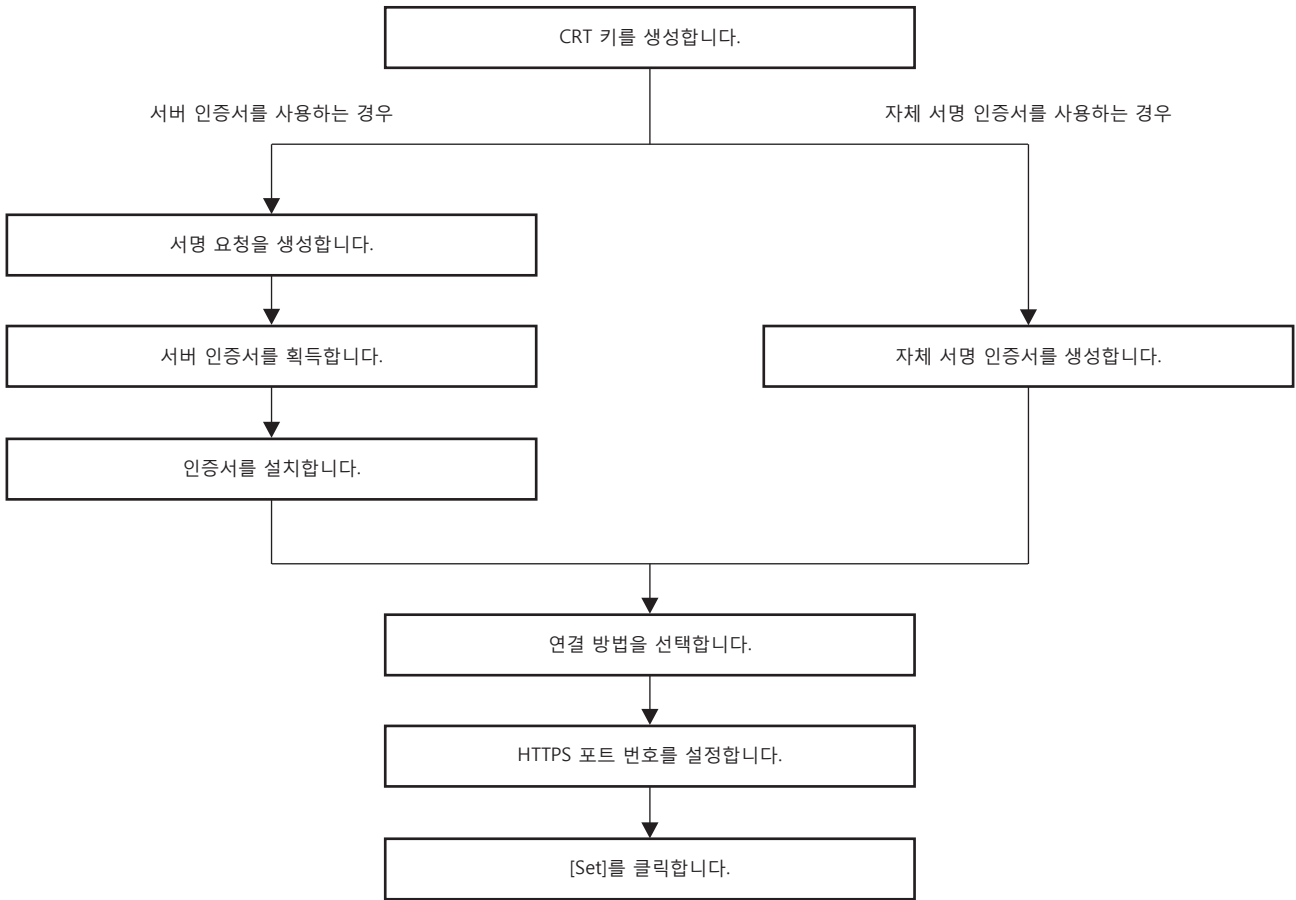 CRT 키를 생성합니다.
서버 인증서를 사용하는 경우
자체 서명 인증서를 사용하는 경우
서명 요청을 생성합니다.
서버 인증서를 획득합니다.
자체 서명 인증서를 생성합니다.
인증서를 설치합니다.
연결 방법을 선택합니다.
HTTPS 포트 번호를 설정합니다.
[Set]를 클릭합니다.